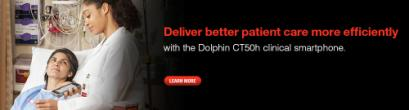 Deliver better patient care more efficiently
with the Dolphin CT50h clinical smartphone.
LEARN MORE